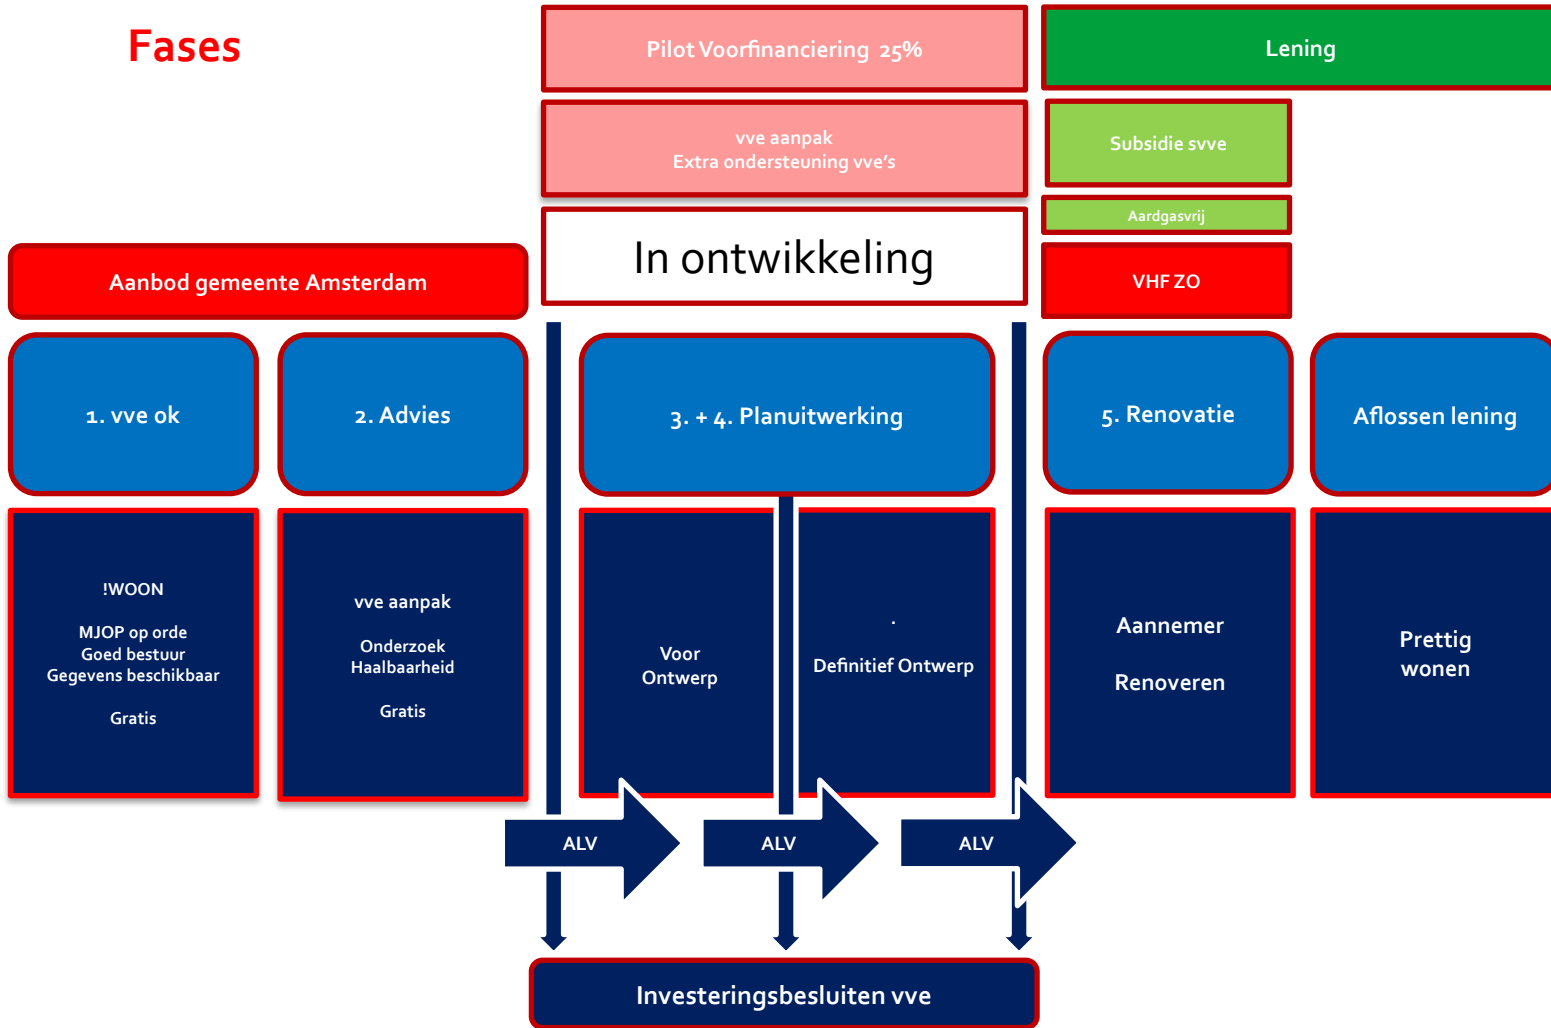 Fases
Pilot Voorfinanciering 25%
Lening
vve aanpak
Extra ondersteuning vve's
Subsidie svve
Aardgasvrij
In ontwikkeling
Aanbod gemeente Amsterdam
VHF ZO
1. vve ok
2. Advies
3. + 4. Planuitwerking
5. Renovatie
Aflossen lening
!WOON
MJOP op orde
Goed bestuur
Gegevens beschikbaar
Gratis
vve aanpak
Onderzoek
Haalbaarheid
Gratis
Voor
Ontwerp
.
Definitief Ontwerp
Aannemer
Renoveren
Prettig
wonen
ALV
ALV
ALV
Investeringsbesluiten vve